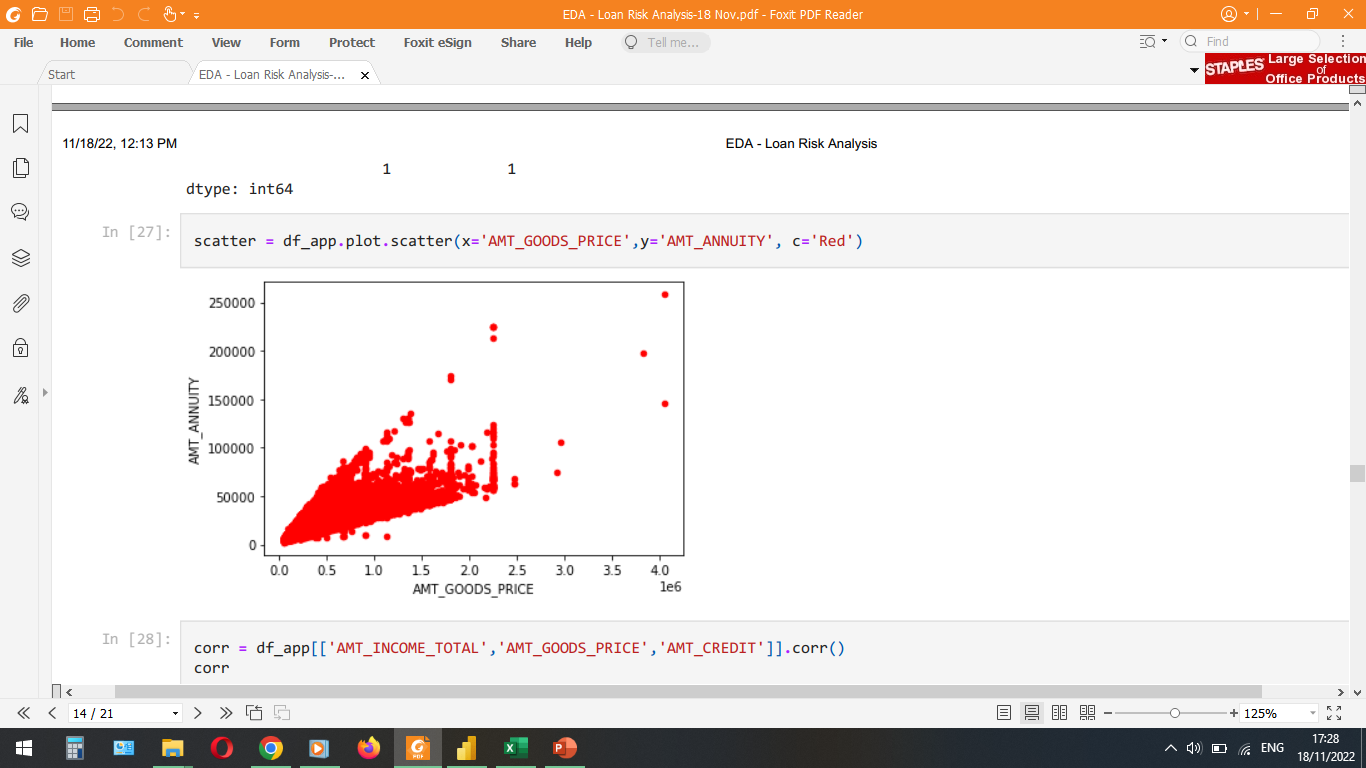 EDA - Loan Risk Analysis-18 Nov.pdf - Foxit PDF Reader
File Home Comment View Form Protect Foxit eSign Share Help Tell me... Find
Start EDA - Loan Risk Analysis-...
STAPLES Large Selection
of
Office Products
11/18/22, 12:13 PM EDA - Loan Risk Analysis
1 1
dtype: int64
In [27]: scatter = df_app.plot.scatter(x='AMT_GOODS_PRICE',y='AMT_ANNUITY', c='Red')
250000
200000
150000
100000
50000
0
AMT_ANNUITY
0.0 0.5 1.0 1.5 2.0 2.5 3.0 3.5 4.0
1e6
AMT_GOODS_PRICE
In [28]: corr = df_app[['AMT_INCOME_TOTAL','AMT_GOODS_PRICE','AMT_CREDIT']].corr()
corr
14 / 21 125%
PDF
ENG
17:28
18/11/2022